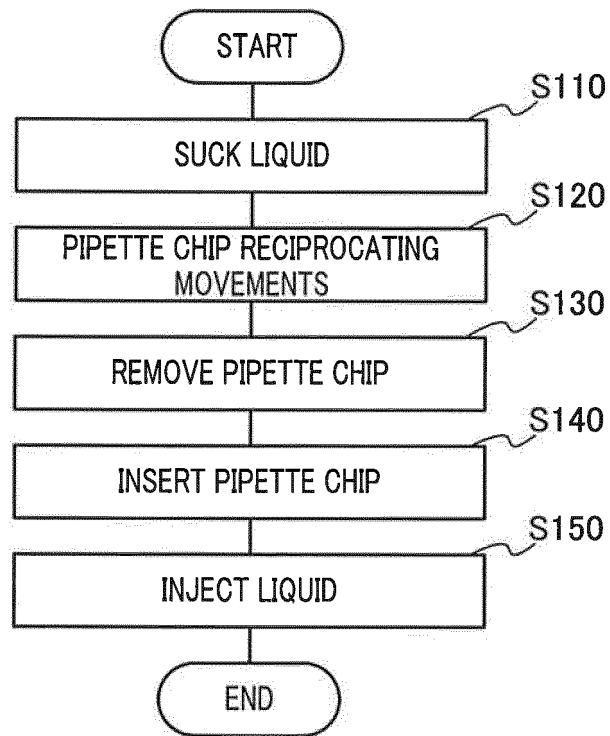 START
S110
SUCK LIQUID
S120
PIPETTE CHIP RECIPROCATING
MOVEMENTS
S130
REMOVE PIPETTE CHIP
S140
INSERT PIPETTE CHIP
S150
INJECT LIQUID
END